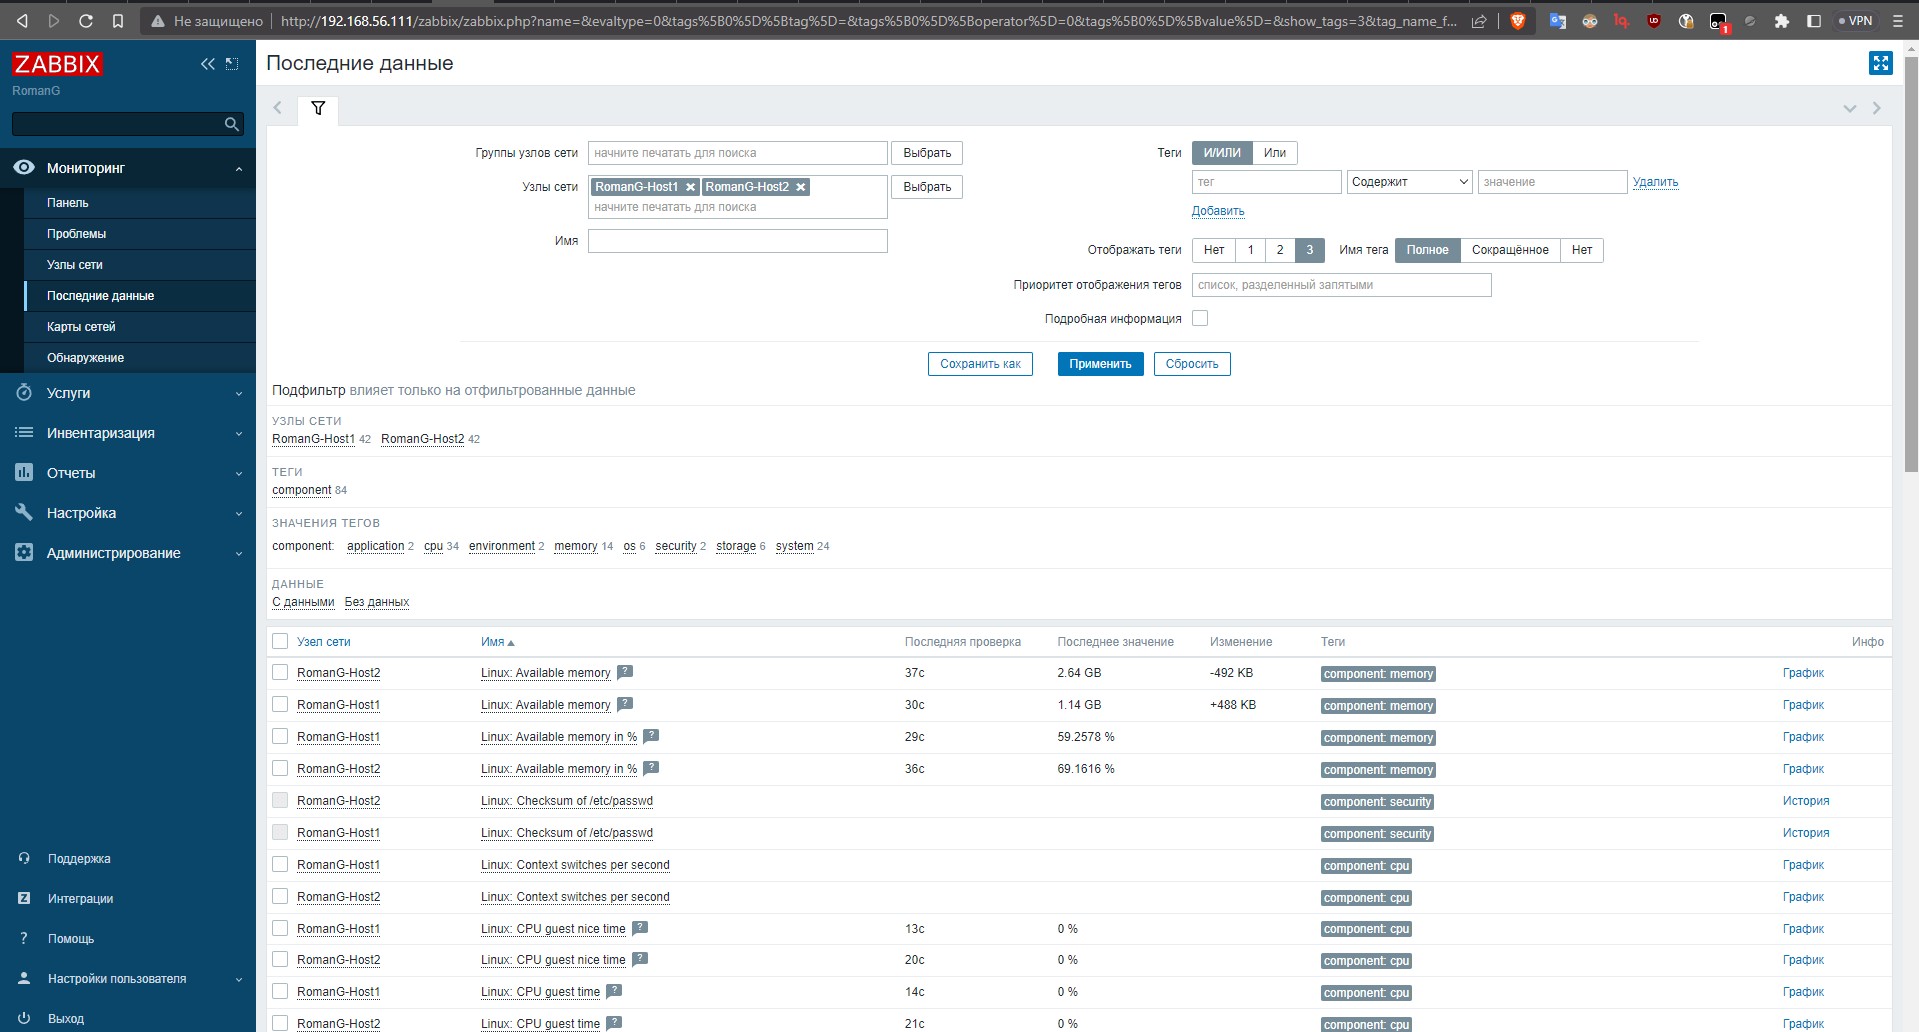 Не защищено
http://192.168.56.111/zabbix/zabbix.php?name=&evaltype=0&tags%5B0%5D%5Btag%5D=&tags%5B0%5D%5Boperator%5D=0&tags%5B0%5D%5Bvalue%5D=&show_tags=3&tag_name_f...
1
VPN
ZABBIX
RomanG
Мониторинг
Панель
Проблемы
Узлы сети
Последние данные
Карты сетей
Обнаружение
Услуги
Инвентаризация
Отчеты
Настройка
Администрирование
Поддержка
Z Интеграции
? Помощь
Настройки пользователя
Выход
Последние данные
Группы узлов сети начните печатать для поиска Выбрать
Узлы сети RomanG-Host1 RomanG-Host2 Выбрать
начните печатать для поиска
Имя
Теги И/ИЛИ Или
тег Содержит значение Удалить
Добавить
Отображать теги Нет 1 2 3 Имя тега Полное Сокращённое Нет
Приоритет отображения тегов список, разделенный запятыми
Подробная информация
Сохранить как Применить Сбросить
Подфильтр влияет только на отфильтрованные данные
УЗЛЫ СЕТИ
RomanG-Host1 42 RomanG-Host2 42
ТЕГИ
component 84
ЗНАЧЕНИЯ ТЕГОВ
component: application 2 cpu 34 environment 2 memory 14 os 6 security 2 storage 6 system 24
ДАННЫЕ
С данными Без данных
Узел сети Имя Последняя проверка Последнее значение Изменение Теги Инфо
RomanG-Host2 Linux: Available memory ? 37с 2.64 GB -492 KB component: memory График
RomanG-Host1 Linux: Available memory ? 30с 1.14 GB +488 KB component: memory График
RomanG-Host1 Linux: Available memory in % ? 29с 59.2578 % component: memory График
RomanG-Host2 Linux: Available memory in % ? 36с 69.1616 % component: memory График
RomanG-Host2 Linux: Checksum of /etc/passwd component: security История
RomanG-Host1 Linux: Checksum of /etc/passwd component: security История
RomanG-Host1 Linux: Context switches per second component: cpu График
RomanG-Host2 Linux: Context switches per second component: cpu График
RomanG-Host1 Linux: CPU guest nice time ? 13с 0 % component: cpu График
RomanG-Host2 Linux: CPU guest nice time ? 20с 0 % component: cpu График
RomanG-Host1 Linux: CPU guest time ? 14с 0 % component: cpu График
RomanG-Host2 Linux: CPU guest time ? 21с 0 % component: cpu График